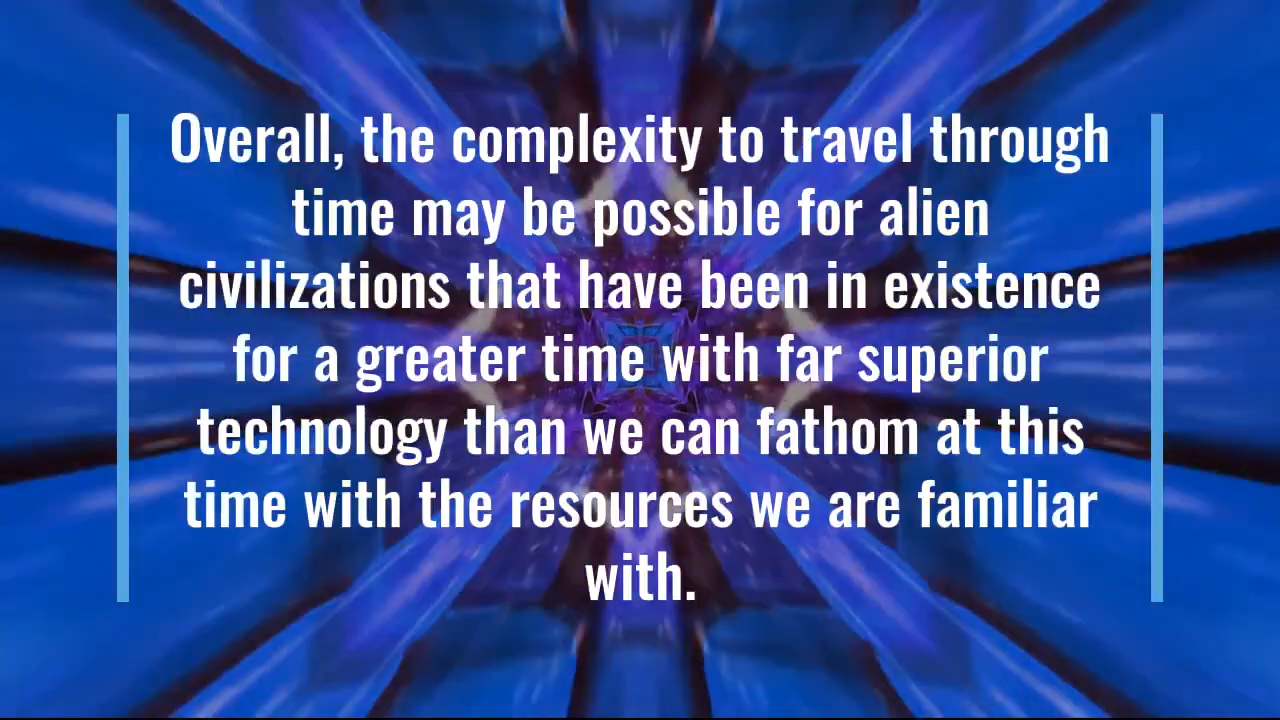 Overall, the complexity to travel through
time may be possible for alien
civilizations that have been in existence
for a greater time with far superior
technology than we can fathom at this
time with the resources we are familiar
with.